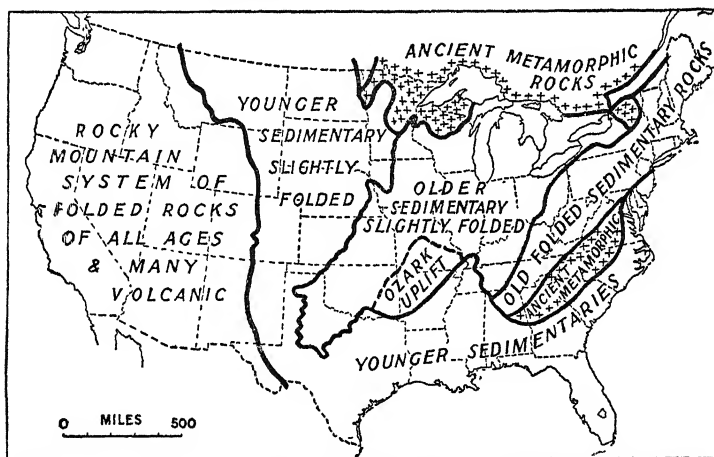 ANCIENT METAMORPHIC
ROCKS
YOUNGER
SEDIMENTARY
SLIGHTLY
FOLDED
ROCKY
MOUNTAIN
SYSTEM OF
FOLDED ROCKS
OF ALL AGES
& MANY
VOLCANIC
OLDER
SEDIMENTARY
SLIGHTLY FOLDED
OZARK
UPLIFT
OLD FOLDED SEDIMENTARY ROCKS
ANCIENT
METAMORPHIC
YOUNGER SEDIMENTARIES
0 MILES 500